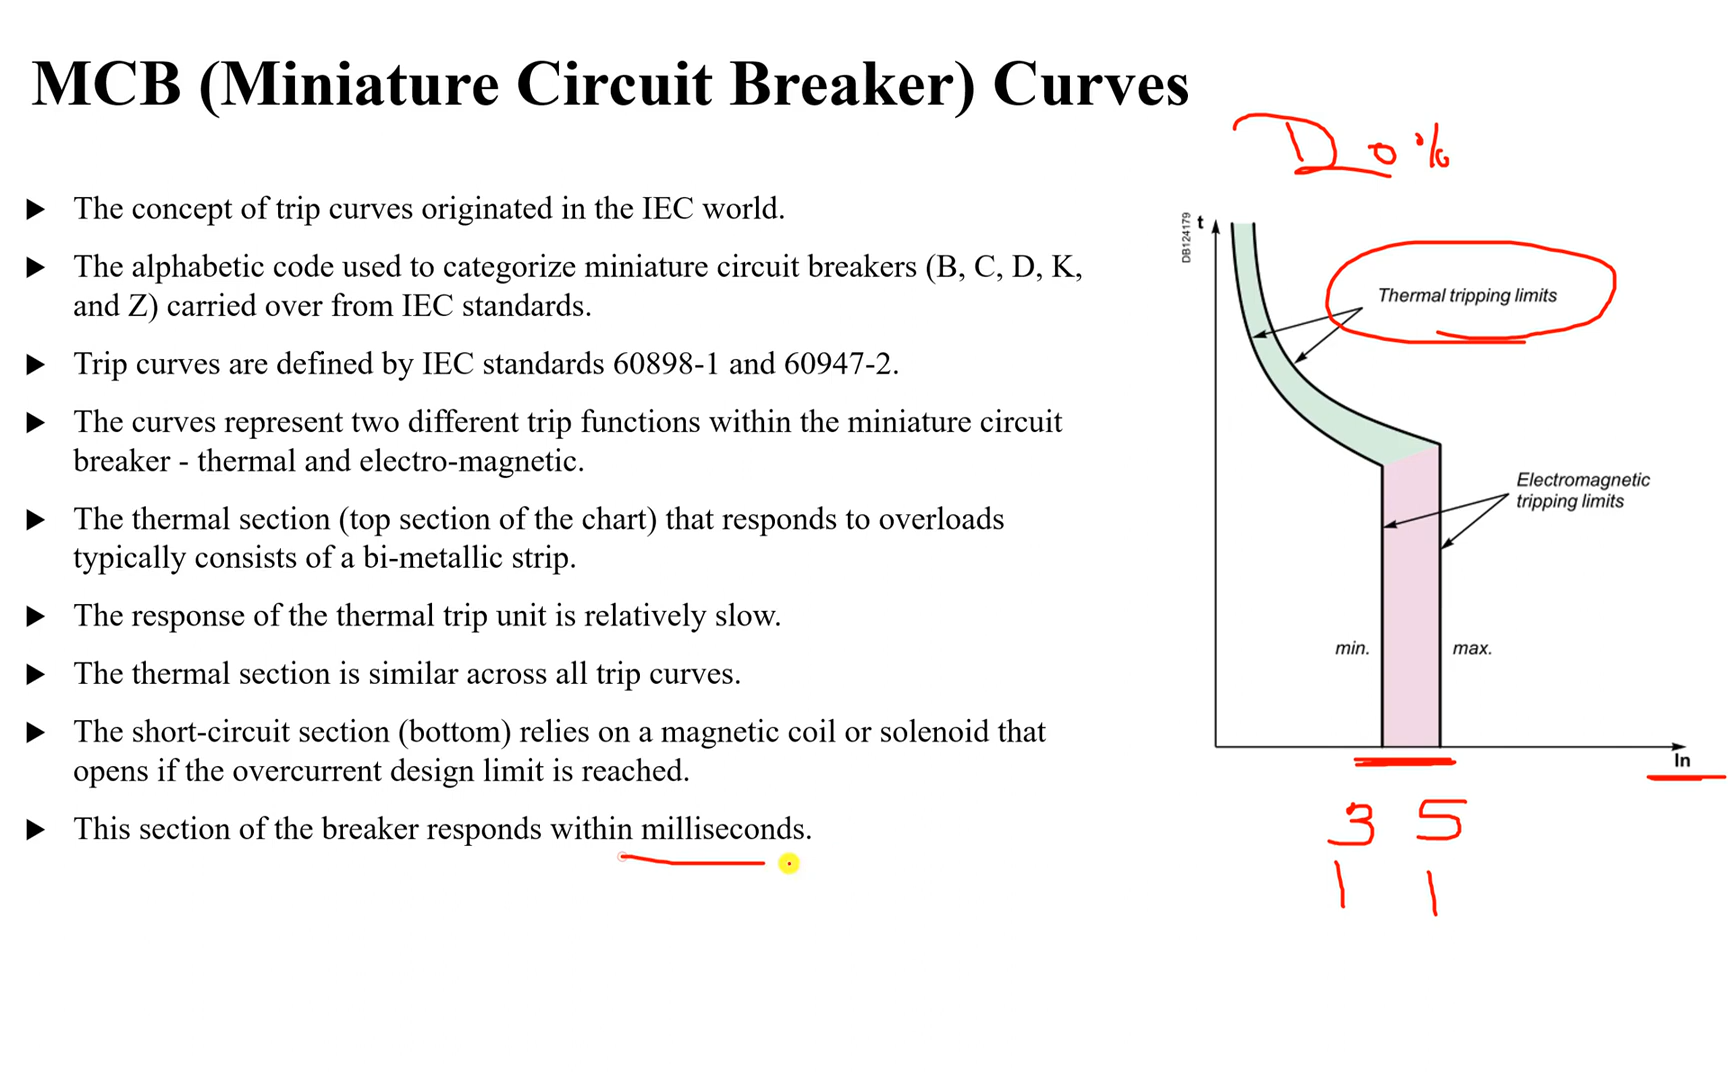 MCB (Miniature Circuit Breaker) Curves
► The concept of trip curves originated in the IEC world.
► The alphabetic code used to categorize miniature circuit breakers (B, C, D, K,
and Z) carried over from IEC standards.
► Trip curves are defined by IEC standards 60898-1 and 60947-2.
► The curves represent two different trip functions within the miniature circuit
breaker - thermal and electro-magnetic.
► The thermal section (top section of the chart) that responds to overloads
typically consists of a bi-metallic strip.
► The response of the thermal trip unit is relatively slow.
► The thermal section is similar across all trip curves.
► The short-circuit section (bottom) relies on a magnetic coil or solenoid that
opens if the overcurrent design limit is reached.
► This section of the breaker responds within milliseconds.
D 0 %
DB124179
t
Thermal tripping limits
Electromagnetic
tripping limits
min.
max.
In
3 5